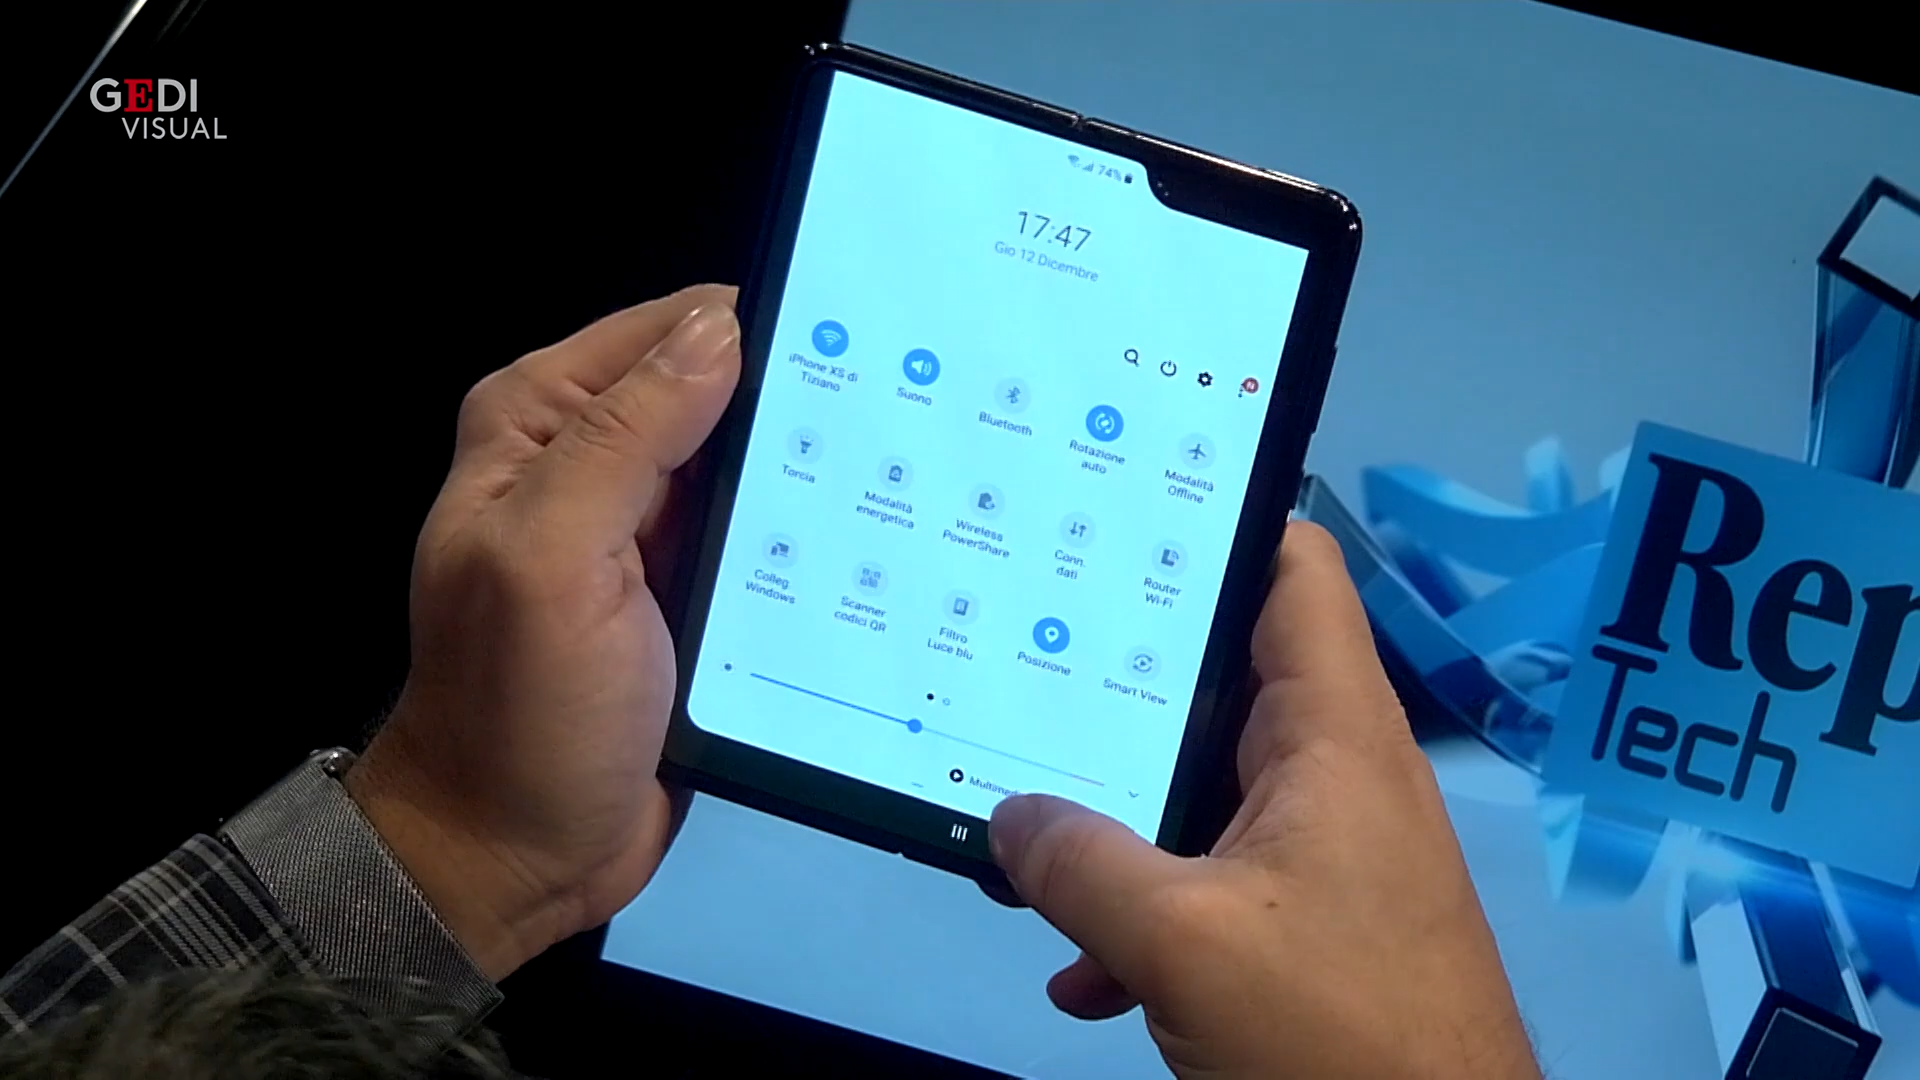 GEDI
VISUAL
74%
17:47
Gio 12 Dicembre
iPhone XS di
Tiziano
Suono
Bluetooth
Rotazione
auto
Modalità
Offline
Torcia
Modalità
energetica
Wireless
PowerShare
Conn.
dati
Router
Wi-Fi
Colleg.
Windows
Scanner
codici QR
Filtro
Luce blu
Posizione
Smart View
N
Rep
Tech